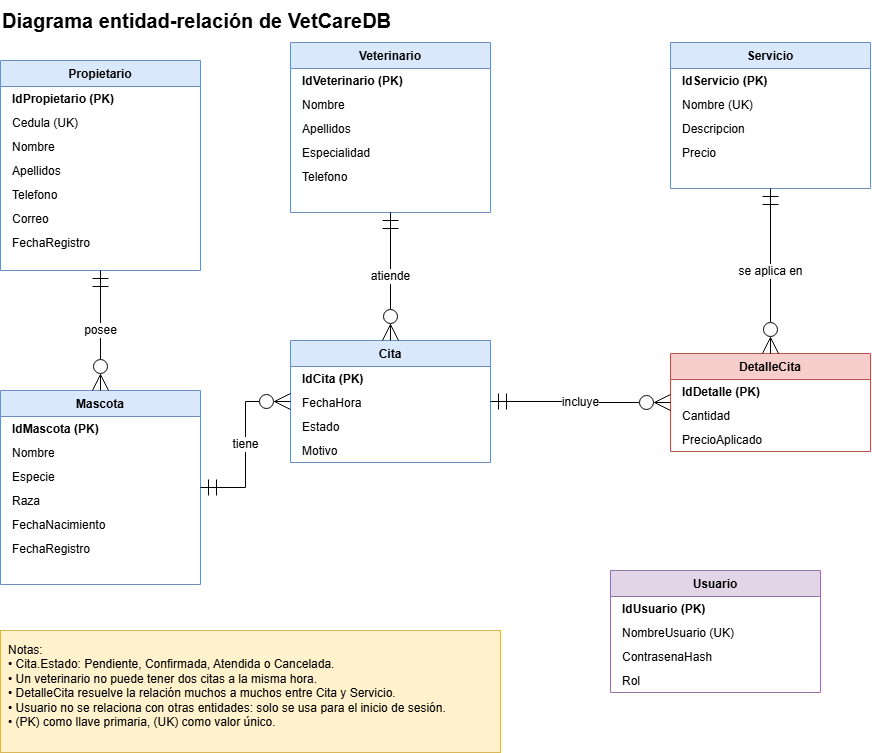 Diagrama entidad-relación de VetCareDB
Propietario
IdPropietario (PK)
Cedula (UK)
Nombre
Apellidos
Telefono
Correo
FechaRegistro
Veterinario
IdVeterinario (PK)
Nombre
Apellidos
Especialidad
Telefono
Servicio
IdServicio (PK)
Nombre (UK)
Descripcion
Precio
posee
atiende
se aplica en
Mascota
IdMascota (PK)
Nombre
Especie
Raza
FechaNacimiento
FechaRegistro
tiene
Cita
IdCita (PK)
FechaHora
Estado
Motivo
incluye
DetalleCita
IdDetalle (PK)
Cantidad
PrecioAplicado
Usuario
IdUsuario (PK)
NombreUsuario (UK)
ContrasenaHash
Rol
Notas:
• Cita.Estado: Pendiente, Confirmada, Atendida o Cancelada.
• Un veterinario no puede tener dos citas a la misma hora.
• DetalleCita resuelve la relación muchos a muchos entre Cita y Servicio.
• Usuario no se relaciona con otras entidades: solo se usa para el inicio de sesión.
• (PK) como llave primaria, (UK) como valor único.